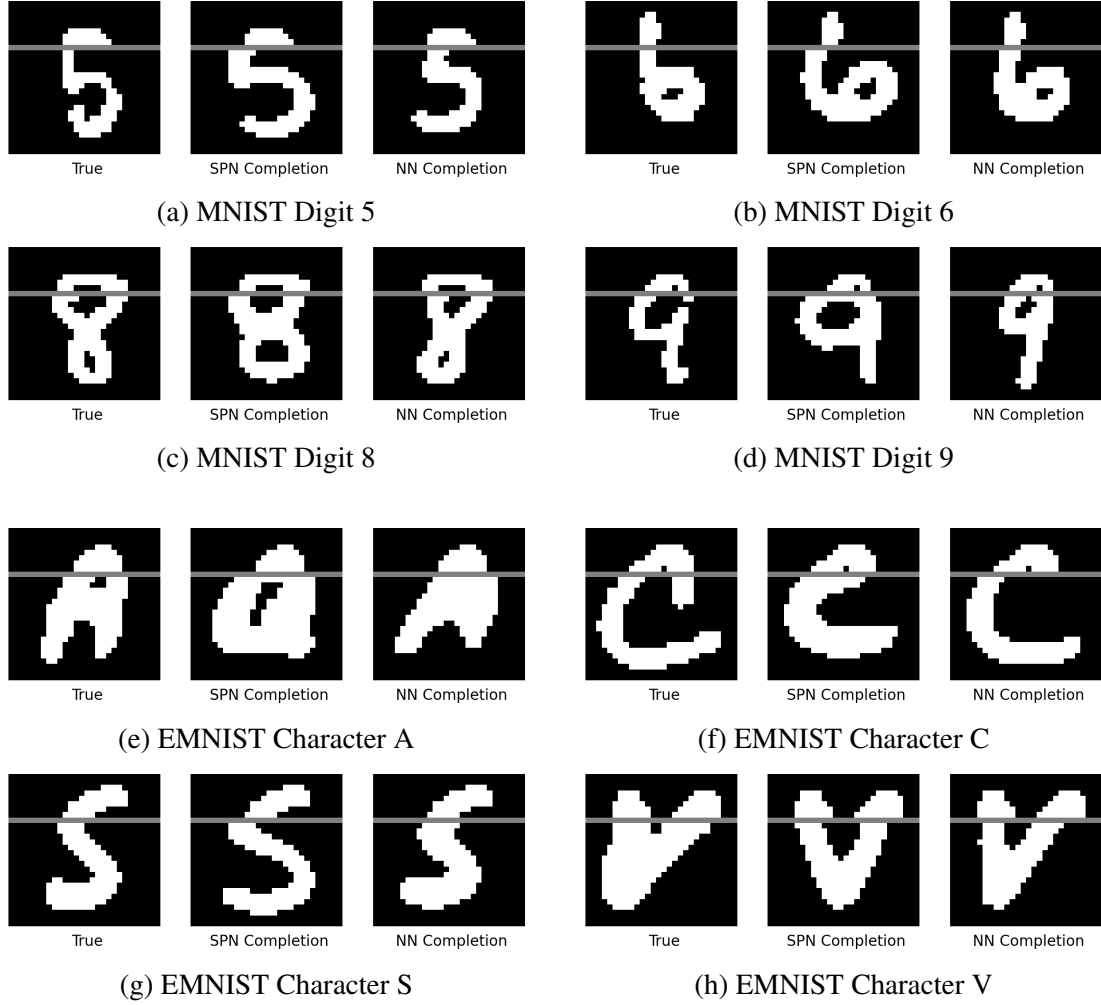 True SPN Completion NN Completion True SPN Completion NN Completion
(a) MNIST Digit 5 (b) MNIST Digit 6
True SPN Completion NN Completion True SPN Completion NN Completion
(c) MNIST Digit 8 (d) MNIST Digit 9
True SPN Completion NN Completion True SPN Completion NN Completion
(e) EMNIST Character A (f) EMNIST Character C
True SPN Completion NN Completion True SPN Completion NN Completion
(g) EMNIST Character S (h) EMNIST Character V